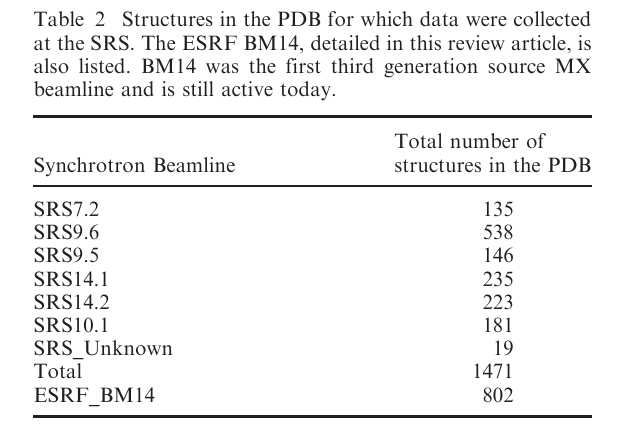 Table 2 Structures in the PDB for which data were collected
at the SRS. The ESRF BM14, detailed in this review article, is
also listed. BM14 was the first third generation source MX
beamline and is still active today.
Total number of
Synchrotron Beamline structures in the PDB
SRS7.2 135
SRS9.6 538
SRS9.5 146
SRS14.1 235
SRS14.2 223
SRS10.1 181
SRS_Unknown 19
Total 1471
ESRF_BM14 802